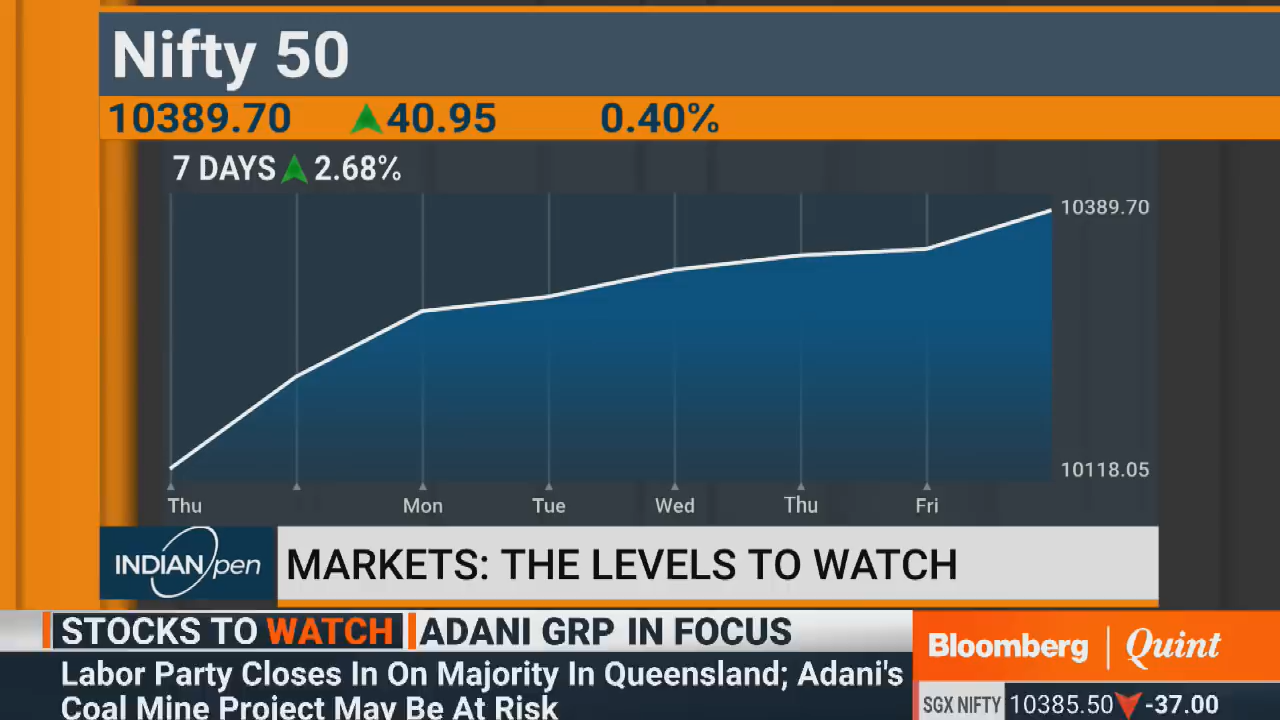 Nifty 50
10389.70 40.95 0.40%
7 DAYS 2.68%
10389.70
10118.05
Thu Mon Tue Wed Thu Fri
INDIAN Open MARKETS: THE LEVELS TO WATCH
STOCKS TO WATCH ADANI GRP IN FOCUS
Labor Party Closes In On Majority In Queensland; Adani's
Coal Mine Project May Be At Risk
Bloomberg | Quint
SGX NIFTY 10385.50 -37.00